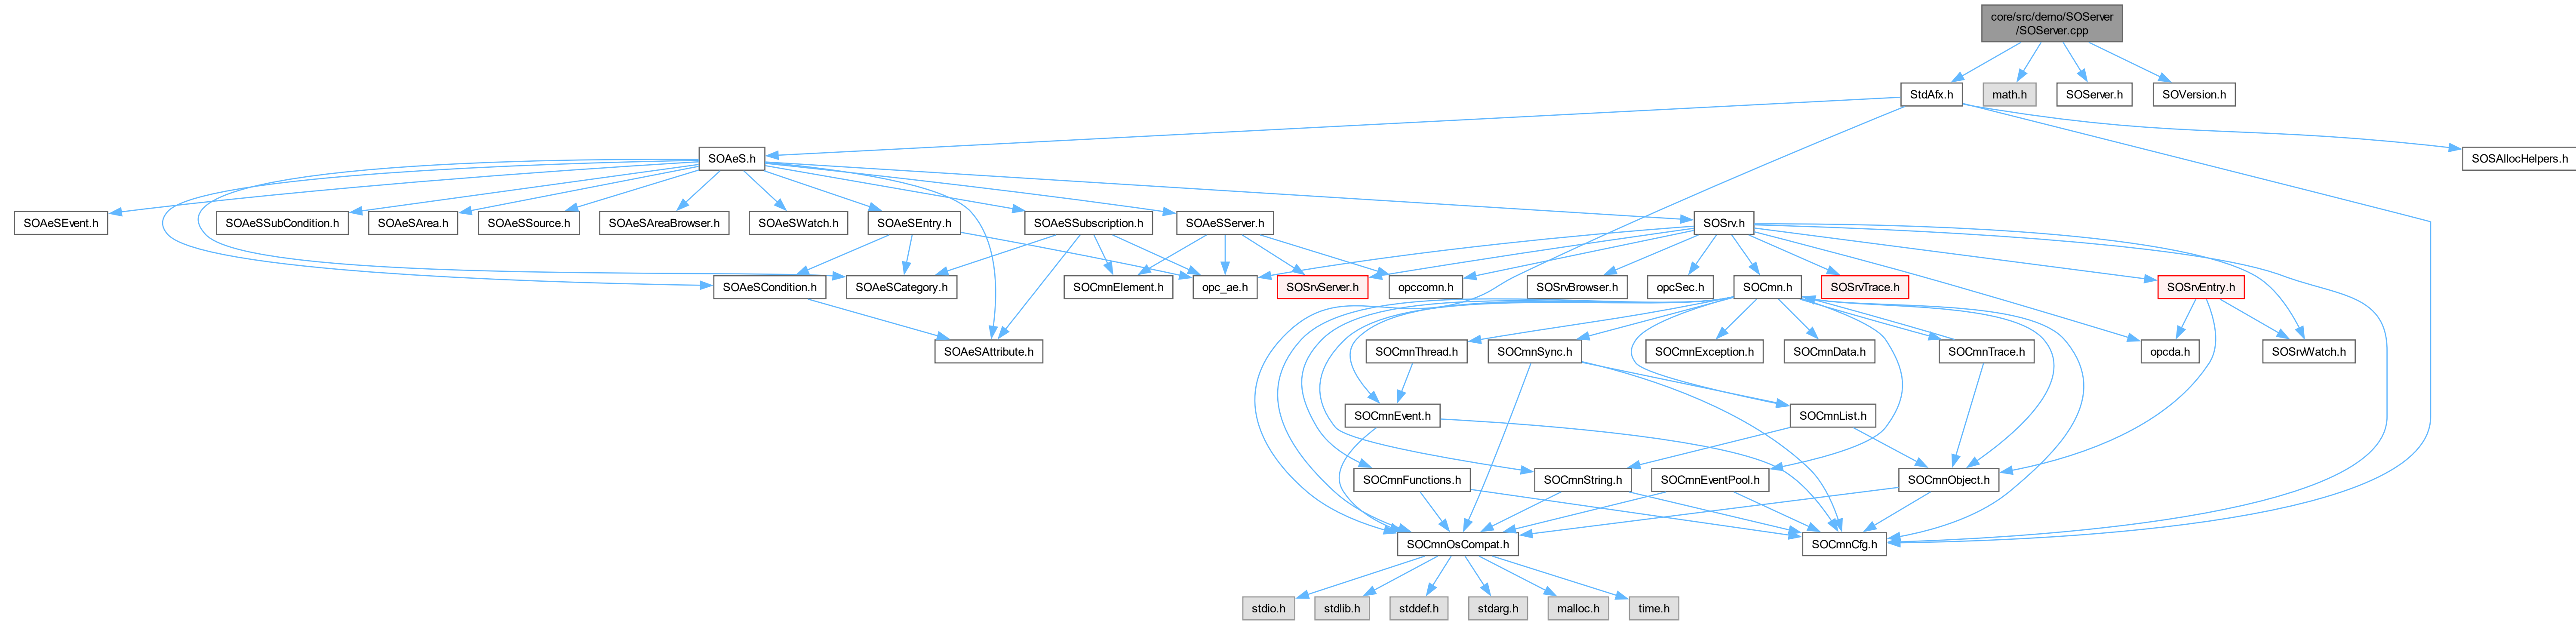 core/src/demo/SOServer
/SOServer.cpp
StdAfx.h
math.h
SOServer.h
SOVersion.h
SOAeS.h
SOSAllocHelpers.h
SOAeSEvent.h
SOAeSSubCondition.h
SOAeSArea.h
SOAeSSource.h
SOAeSAreaBrowser.h
SOAeSWatch.h
SOAeSEntry.h
SOAeSSubscription.h
SOAeSServer.h
SOSrv.h
SOAeSCondition.h
SOAeSCategory.h
SOCmnElement.h
opc_ae.h
SOSrvServer.h
opccomn.h
SOSrvBrowser.h
opcSec.h
SOCmn.h
SOSrvTrace.h
SOSrvEntry.h
SOAeSAttribute.h
SOCmnThread.h
SOCmnSync.h
SOCmnException.h
SOCmnData.h
SOCmnTrace.h
opcda.h
SOSrvWatch.h
SOCmnEvent.h
SOCmnList.h
SOCmnFunctions.h
SOCmnString.h
SOCmnEventPool.h
SOCmnObject.h
SOCmnOsCompat.h
SOCmnCfg.h
stdio.h
stdlib.h
stddef.h
stdarg.h
malloc.h
time.h